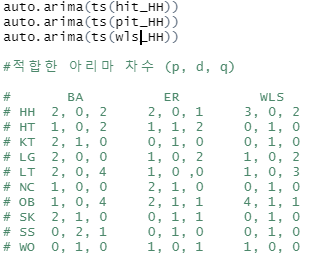 auto.arima(ts(hit_HH))
auto.arima(ts(pit_HH))
auto.arima(ts(wls_HH))
#적합한 아리마 차수 (p, d, q)
# BA ER WLS
# HH 2, 0, 2 2, 0, 1 3, 0, 2
# HT 1, 0, 2 1, 1, 2 0, 1, 0
# KT 2, 1, 0 0, 1, 0 0, 1, 0
# LG 2, 0, 0 1, 0, 2 1, 0, 2
# LT 2, 0, 4 1, 0 ,0 1, 0, 3
# NC 1, 0, 0 2, 1, 0 0, 1, 0
# OB 1, 0, 4 2, 1, 1 4, 1, 1
# SK 2, 1, 0 0, 1, 1 0, 1, 0
# SS 0, 2, 1 0, 1, 0 0, 1, 0
# WO 0, 1, 0 1, 0, 1 1, 0, 0